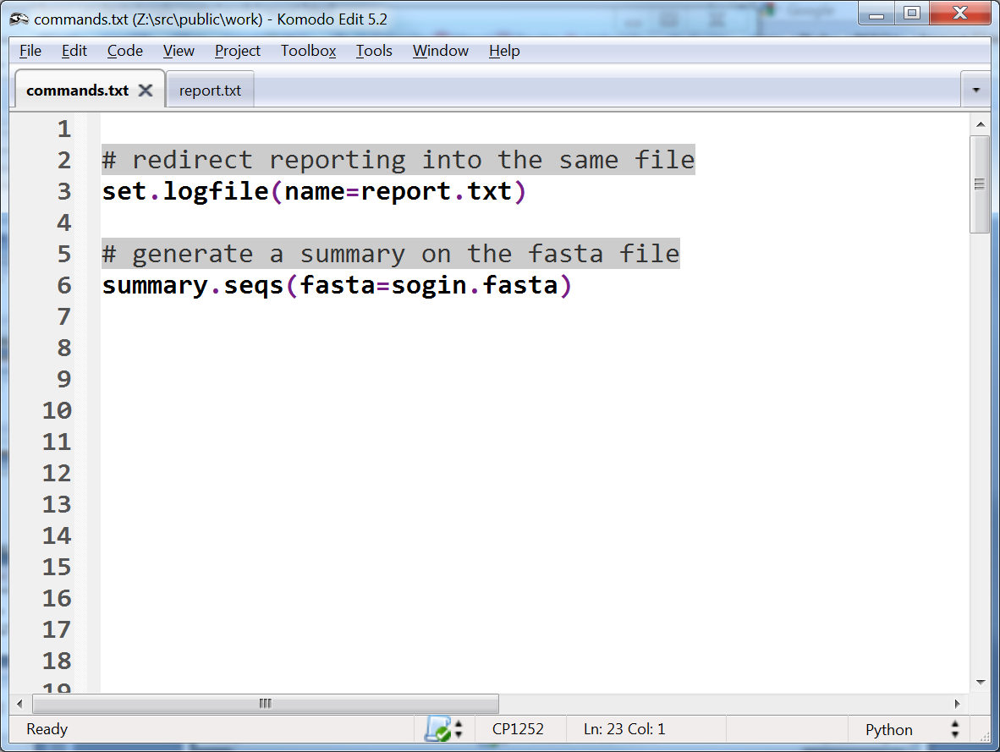 commands.txt (Z:\src\public\work) - Komodo Edit 5.2
File Edit Code View Project Toolbox Tools Window Help
commands.txt report.txt
1
2 # redirect reporting into the same file
3 set.logfile(name=report.txt)
4
5 # generate a summary on the fasta file
6 summary.seqs(fasta=sogin.fasta)
7
8
9
10
11
12
13
14
15
16
17
18
19
Ready CP1252 Ln: 23 Col: 1 Python